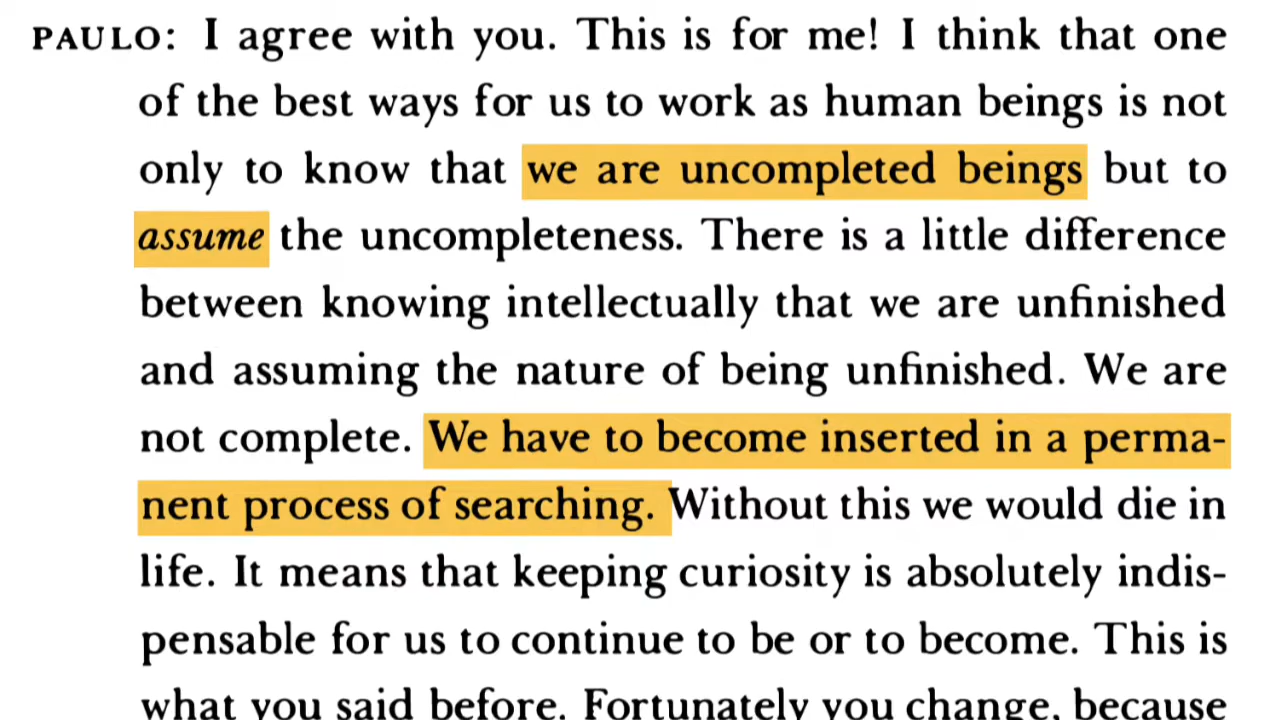 PAULO: I agree with you. This is for me! I think that one
of the best ways for us to work as human beings is not
only to know that we are uncompleted beings but to
assume the uncompleteness. There is a little difference
between knowing intellectually that we are unfinished
and assuming the nature of being unfinished. We are
not complete. We have to become inserted in a perma-
nent process of searching. Without this we would die in
life. It means that keeping curiosity is absolutely indis-
pensable for us to continue to be or to become. This is
what you said before. Fortunately you change, because